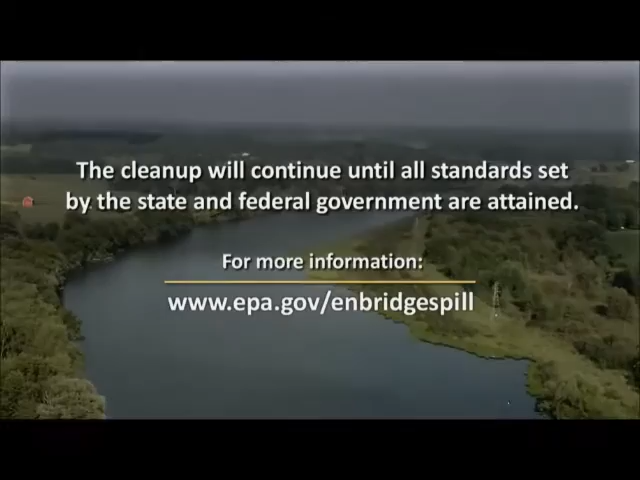 The cleanup will continue until all standards set
by the state and federal government are attained.
For more information:
www.epa.gov/enbridgespill